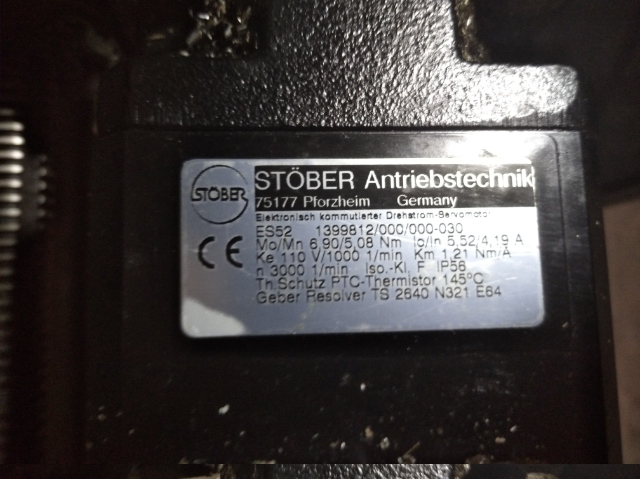 STÖBER
STÖBER Antriebstechnik
75177 Pforzheim Germany
Elektronisch kommutierter Drehstrom-Servomotor
ES52 1399812/000/000-030
Mo/Mn 6,90/5,08 Nm Io/In 5,52/4,19 A
Ke 110 V/1000 1/min Km 1,21 Nm/A
n 3000 1/min Iso.-Kl, F IP56
Th.Schutz PTC-Thermistor 145°C
Geber Resolver TS 2640 N321 E64
CE